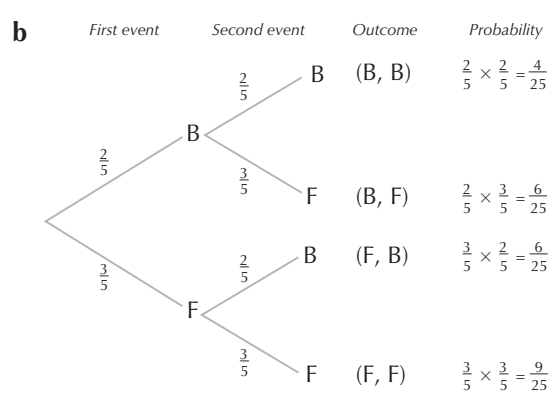 b First event Second event Outcome Probability
2/5 B (B, B) 2/5 × 2/5 = 4/25
2/5 B
3/5 F (B, F) 2/5 × 3/5 = 6/25
2/5 B (F, B) 3/5 × 2/5 = 6/25
3/5 F
3/5 F (F, F) 3/5 × 3/5 = 9/25